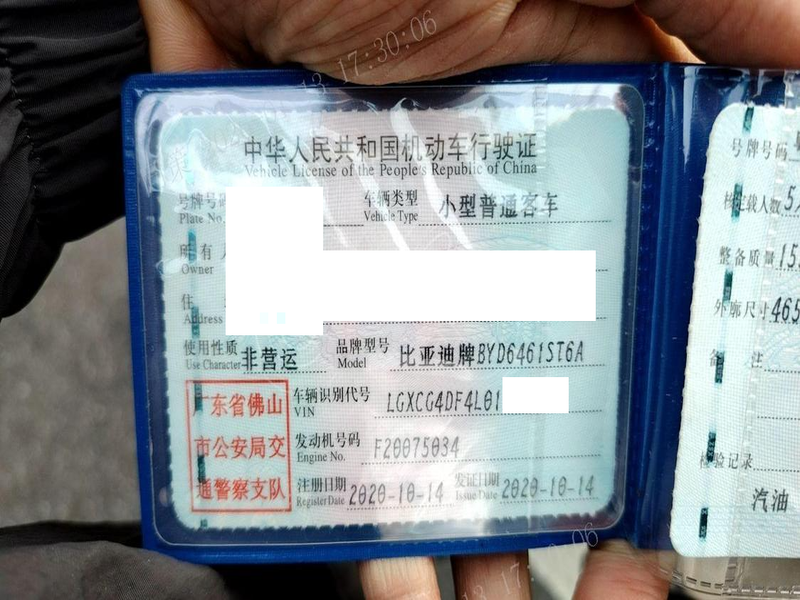 13 17:30:06
中华人民共和国机动车行驶证
Vehicle License of the People's Republic of China
号牌号
Plate No.
车辆类型
Vehicle Type
小型普通客车
所有人
Owner
住
Address
使用性质
Use Character
非营运
品牌型号
Model
比亚迪牌BYD6461ST6A
广东省佛山
市公安局交
通警察支队
车辆识别代号
VIN
LGXCG4DF4L01
发动机号码
Engine No.
F20075034
注册日期
Register Date
2020-10-14
发证日期
Issue Date
2020-10-14
号牌号码
核定载人数 5
整备质量 15
外廓尺寸 465
备 注
检验记录
汽油
13 17:30:06